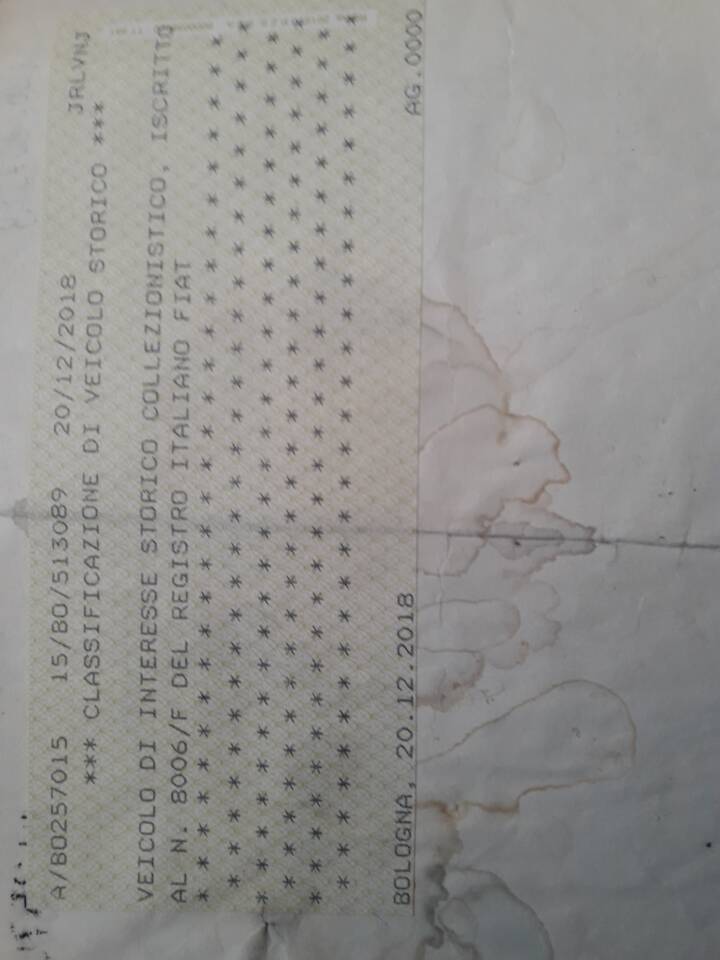 A/B0257015 15/BO/513089 20/12/2018 JRLVNJ
*** CLASSIFICAZIONE DI VEICOLO STORICO ***
VEICOLO DI INTERESSE STORICO COLLEZIONISTICO, ISCRITTO
AL N. 8006/F DEL REGISTRO ITALIANO FIAT
* * * * * * * * * * * * * * * * * * * * * * * * * * *
* * * * * * * * * * * * * * * * * * * * * * * * * * *
* * * * * * * * * * * * * * * * * * * * * * * * * * *
* * * * * * * * * * * * * * * * * * * * * * * * * * *
* * * * * * * * * * * * * * * * * * * * * * * * * * *
* * * * * * * * * * * * * * * * * * * * * * * * * * *
BOLOGNA, 20.12.2018 AG.0000